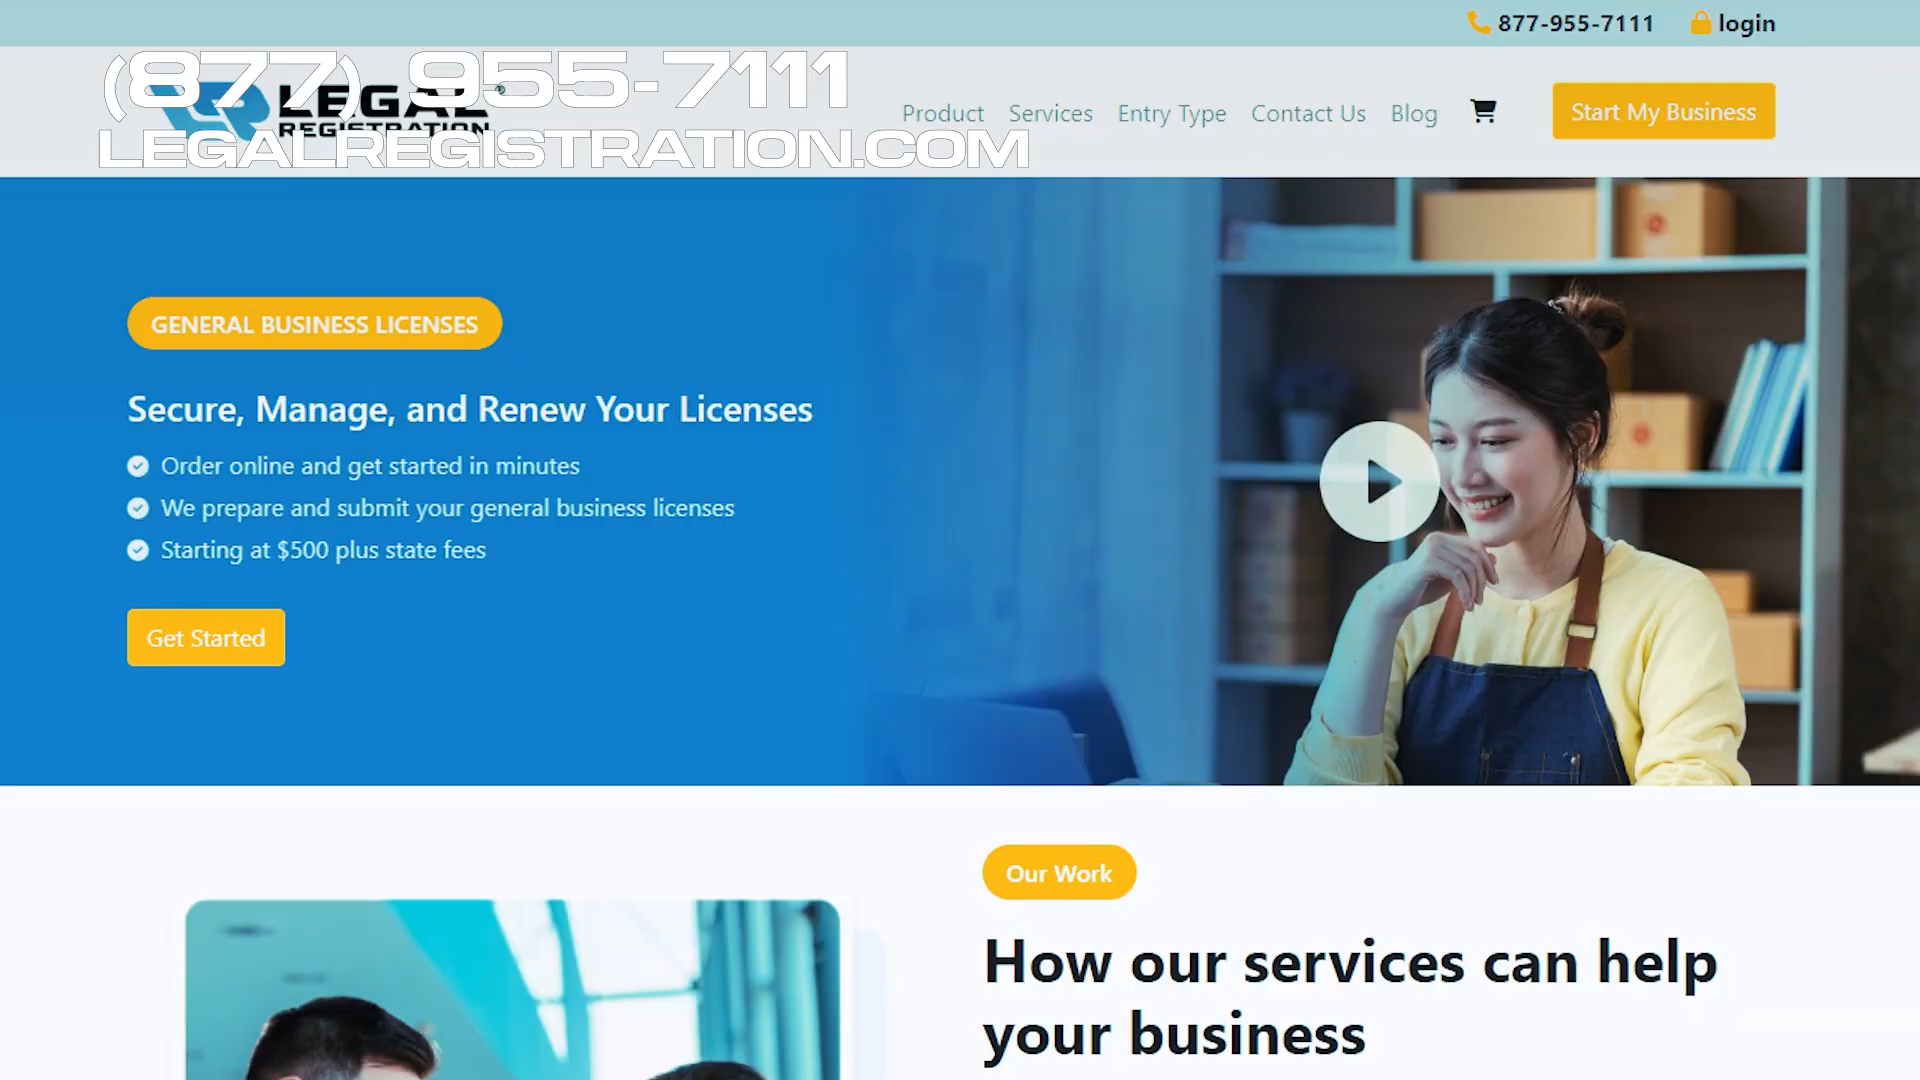 877-955-7111 login
(877) 955-7111
LEGAL®
REGISTRATION
LEGALREGISTRATION.COM
Product Services Entry Type Contact Us Blog Start My Business
GENERAL BUSINESS LICENSES
Secure, Manage, and Renew Your Licenses
Order online and get started in minutes
We prepare and submit your general business licenses
Starting at $500 plus state fees
Get Started
Our Work
How our services can help
your business